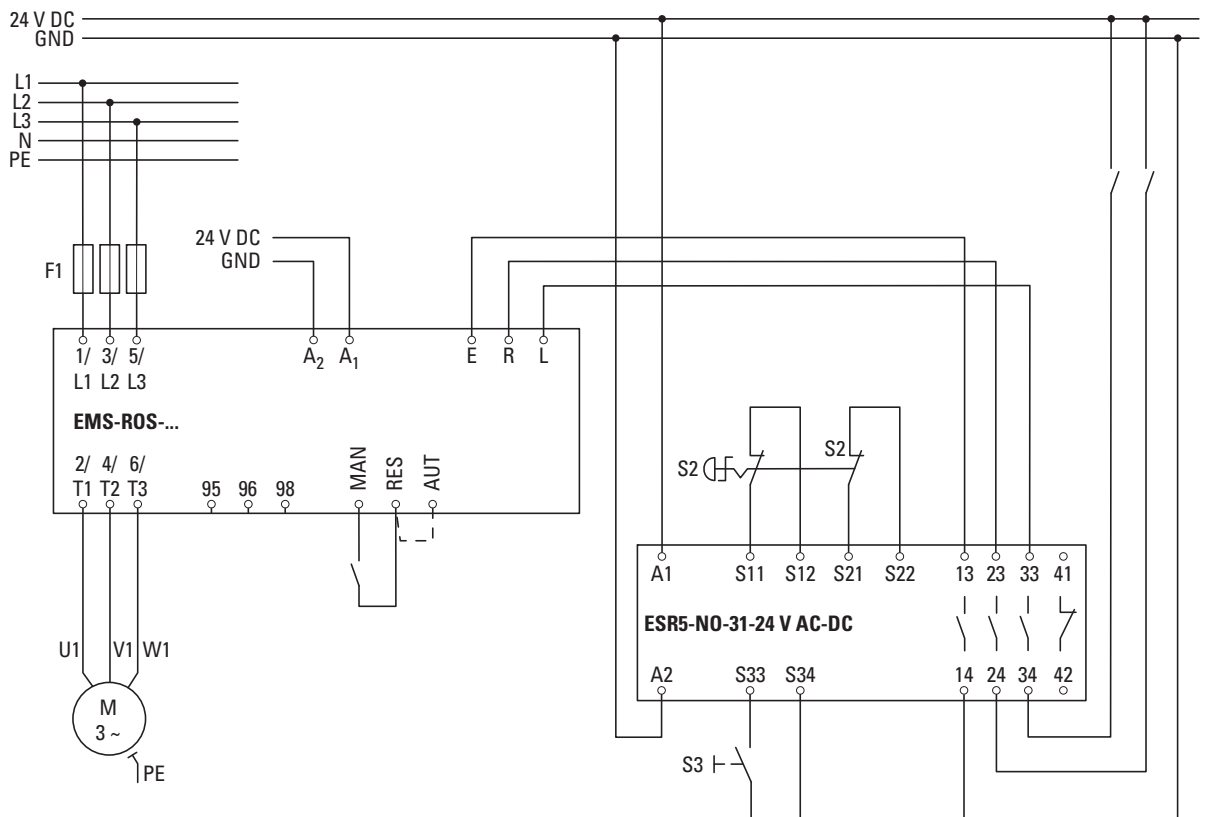 24 V DC
GND
L1
L2
L3
N
PE
F1
24 V DC
GND
1/ 3/ 5/
L1 L2 L3
A2 A1
E R L
EMS-ROS-...
2/ 4/ 6/
T1 T2 T3
95 96 98
MAN
RES
AUT
S2
S2
A1 S11 S12 S21 S22 13 23 33 41
ESR5-NO-31-24 V AC-DC
A2 S33 S34 14 24 34 42
U1 V1 W1
M
3 ~
PE
S3